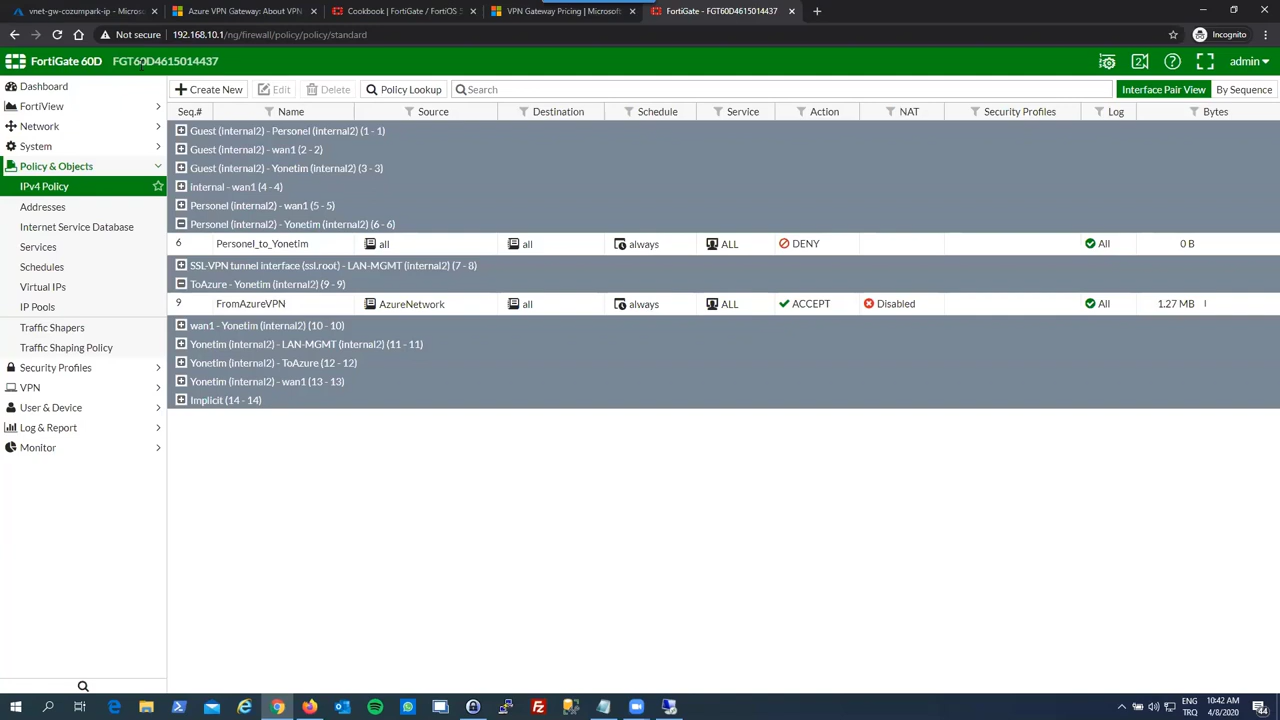 vnet-gw-cozumpark-ip - Microso
Azure VPN Gateway: About VPN
Cookbook | FortiGate / FortiOS
VPN Gateway Pricing | Microsoft
FortiGate - FGT60D4615014437
Not secure | 192.168.10.1/ng/firewall/policy/policy/standard
Incognito
FortiGate 60D FGT60D4615014437
admin
Dashboard
FortiView
Network
System
Policy & Objects
IPv4 Policy
Addresses
Internet Service Database
Services
Schedules
Virtual IPs
IP Pools
Traffic Shapers
Traffic Shaping Policy
Security Profiles
VPN
User & Device
Log & Report
Monitor
Create New Edit Delete Policy Lookup Search Interface Pair View By Sequence
Seq.# Name Source Destination Schedule Service Action NAT Security Profiles Log Bytes
Guest (internal2) - Personel (internal2) (1 - 1)
Guest (internal2) - wan1 (2 - 2)
Guest (internal2) - Yonetim (internal2) (3 - 3)
internal - wan1 (4 - 4)
Personel (internal2) - wan1 (5 - 5)
Personel (internal2) - Yonetim (internal2) (6 - 6)
6 Personel_to_Yonetim all all always ALL DENY All 0 B
SSL-VPN tunnel interface (ssl.root) - LAN-MGMT (internal2) (7 - 8)
ToAzure - Yonetim (internal2) (9 - 9)
9 FromAzureVPN AzureNetwork all always ALL ACCEPT Disabled All 1.27 MB
wan1 - Yonetim (internal2) (10 - 10)
Yonetim (internal2) - LAN-MGMT (internal2) (11 - 11)
Yonetim (internal2) - ToAzure (12 - 12)
Yonetim (internal2) - wan1 (13 - 13)
Implicit (14 - 14)
ENG
TRQ
10:42 AM
4/8/2020
44